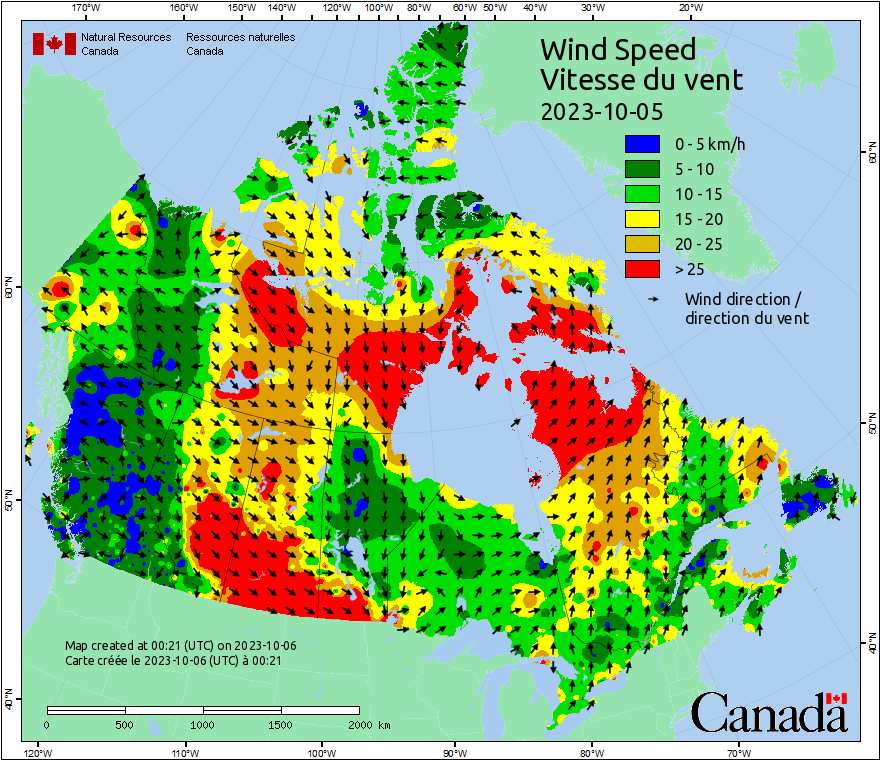 170°W 160°W 150°W 140°W 130°W 120°W 110°W 100°W 90°W 80°W 70°W 60°W 50°W 40°W 30°W 20°W
Natural Resources Canada
Ressources naturelles Canada
Wind Speed
Vitesse du vent
2023-10-05
0 - 5 km/h
5 - 10
10 - 15
15 - 20
20 - 25
> 25
Wind direction /
direction du vent
60°N
60°N
50°N
50°N
40°N
40°N
Map created at 00:21 (UTC) on 2023-10-06
Carte créée le 2023-10-06 (UTC) à 00:21
0 500 1000 1500 2000 km
Canada
120°W 110°W 100°W 90°W 80°W 70°W